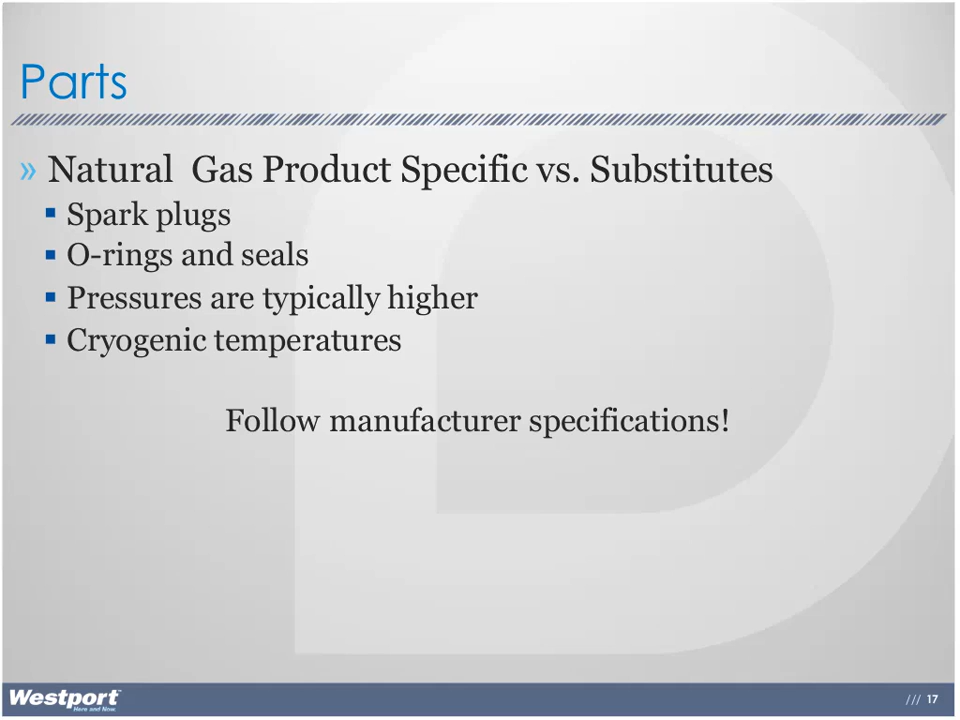 Parts
» Natural  Gas Product Specific vs. Substitutes
▪ Spark plugs
▪ O-rings and seals
▪ Pressures are typically higher
▪ Cryogenic temperatures
Follow manufacturer specifications!
Westport™
Here and Now.
/// 17